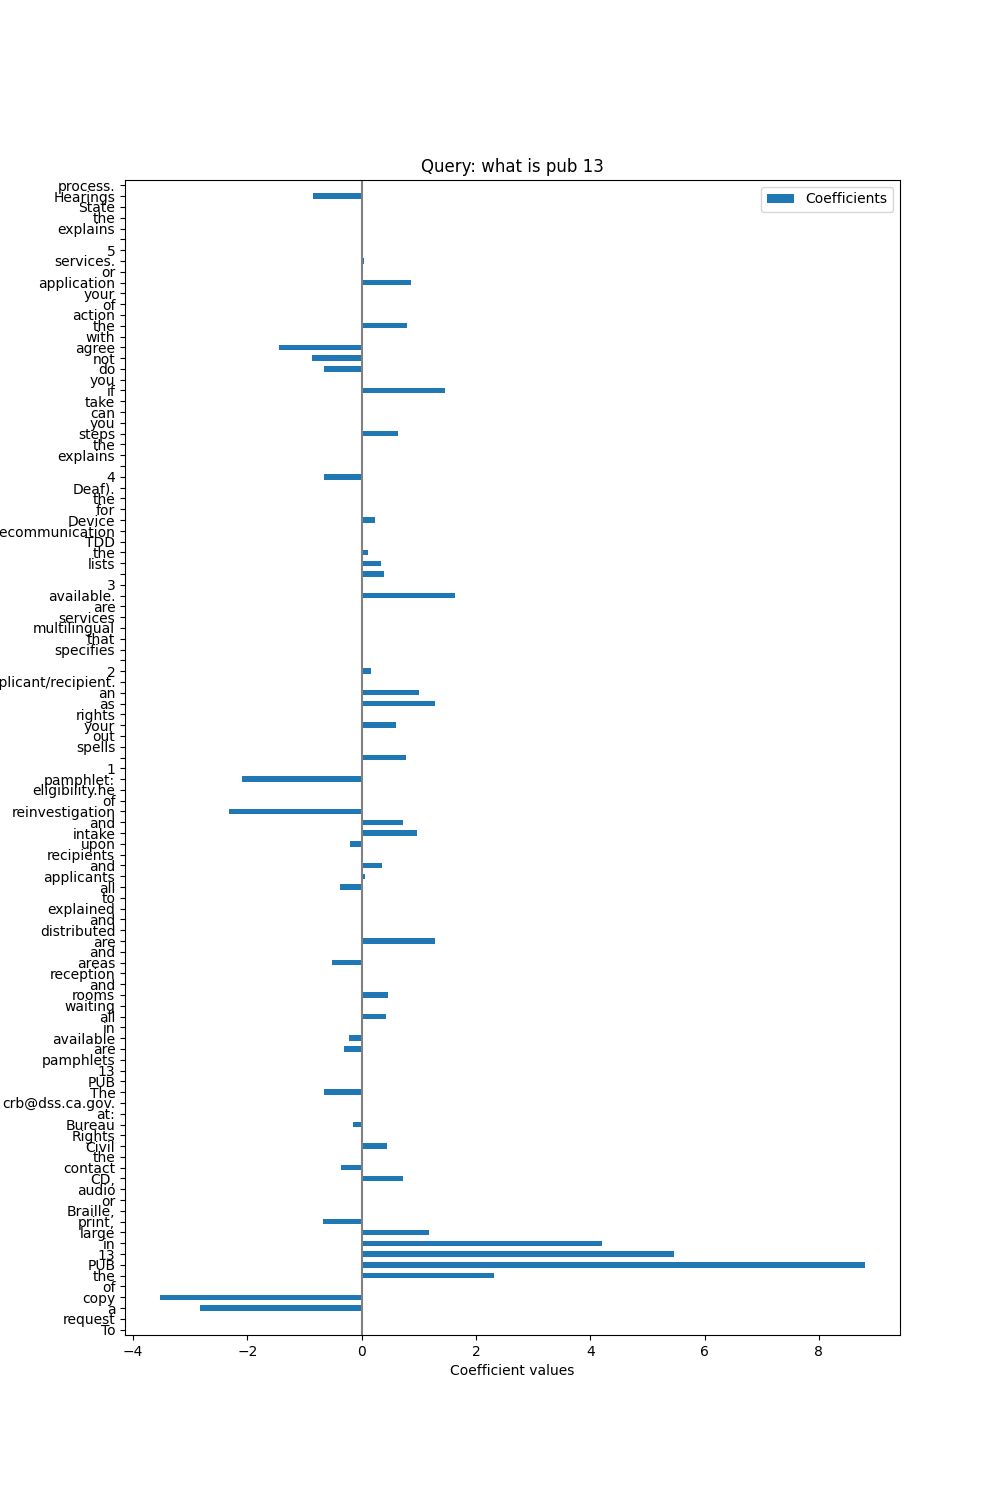 Query: what is pub 13
Coefficients
process.
Hearings
State
the
explains
5
services.
or
application
your
of
action
the
with
agree
not
do
you
if
take
can
you
steps
the
explains
4
Deaf).
the
for
Device
ecommunication
TDD
the
lists
3
available.
are
services
multilingual
that
specifies
2
plicant/recipient.
an
as
rights
your
out
spells
1
pamphlet:
eligibility.he
of
reinvestigation
and
intake
upon
recipients
and
applicants
all
to
explained
and
distributed
are
and
areas
reception
and
rooms
waiting
all
in
available
are
pamphlets
13
PUB
The
crb@dss.ca.gov.
at:
Bureau
Rights
Civil
the
contact
CD,
audio
or
Braille,
print,
large
in
13
PUB
the
of
copy
a
request
To
−4 −2 0 2 4 6 8
Coefficient values